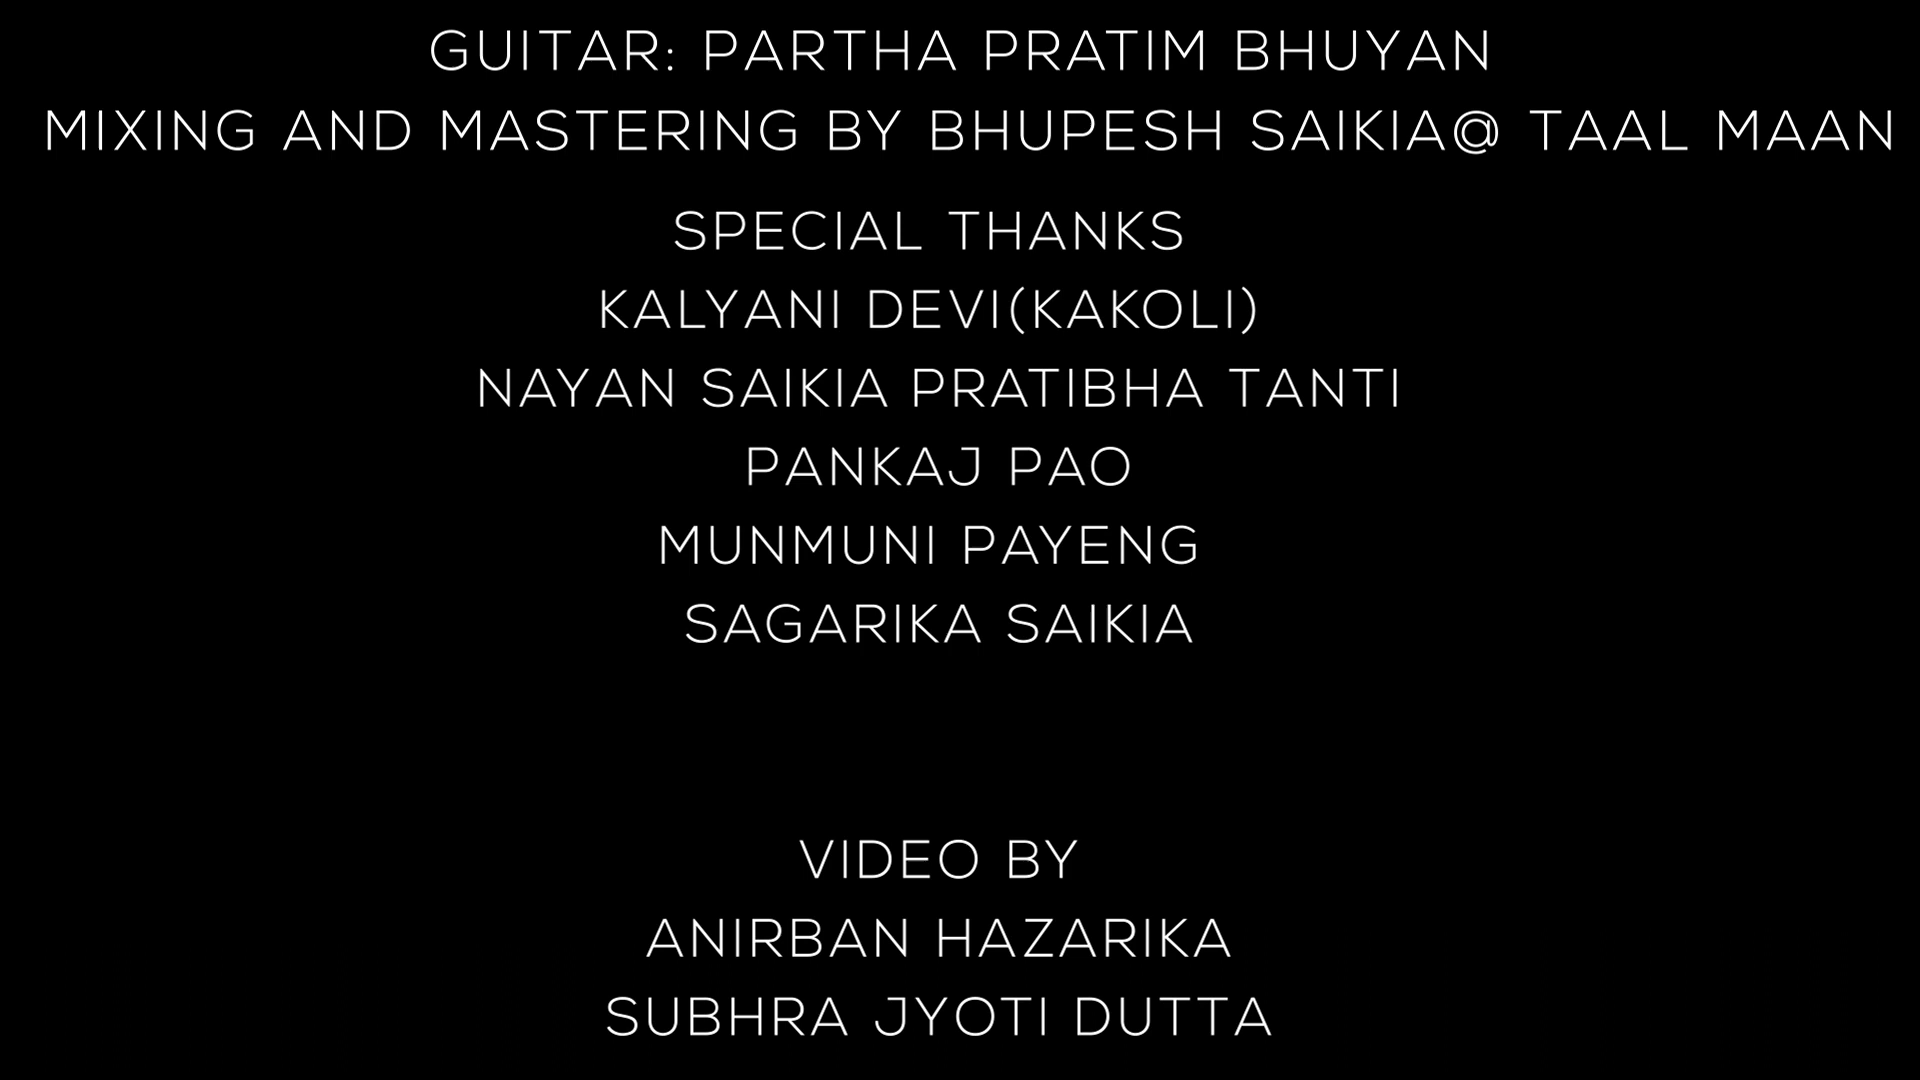 GUITAR: PARTHA PRATIM BHUYAN
MIXING AND MASTERING BY BHUPESH SAIKIA@ TAAL MAAN
SPECIAL THANKS
KALYANI DEVI(KAKOLI)
NAYAN SAIKIA PRATIBHA TANTI
PANKAJ PAO
MUNMUNI PAYENG
SAGARIKA SAIKIA
VIDEO BY
ANIRBAN HAZARIKA
SUBHRA JYOTI DUTTA